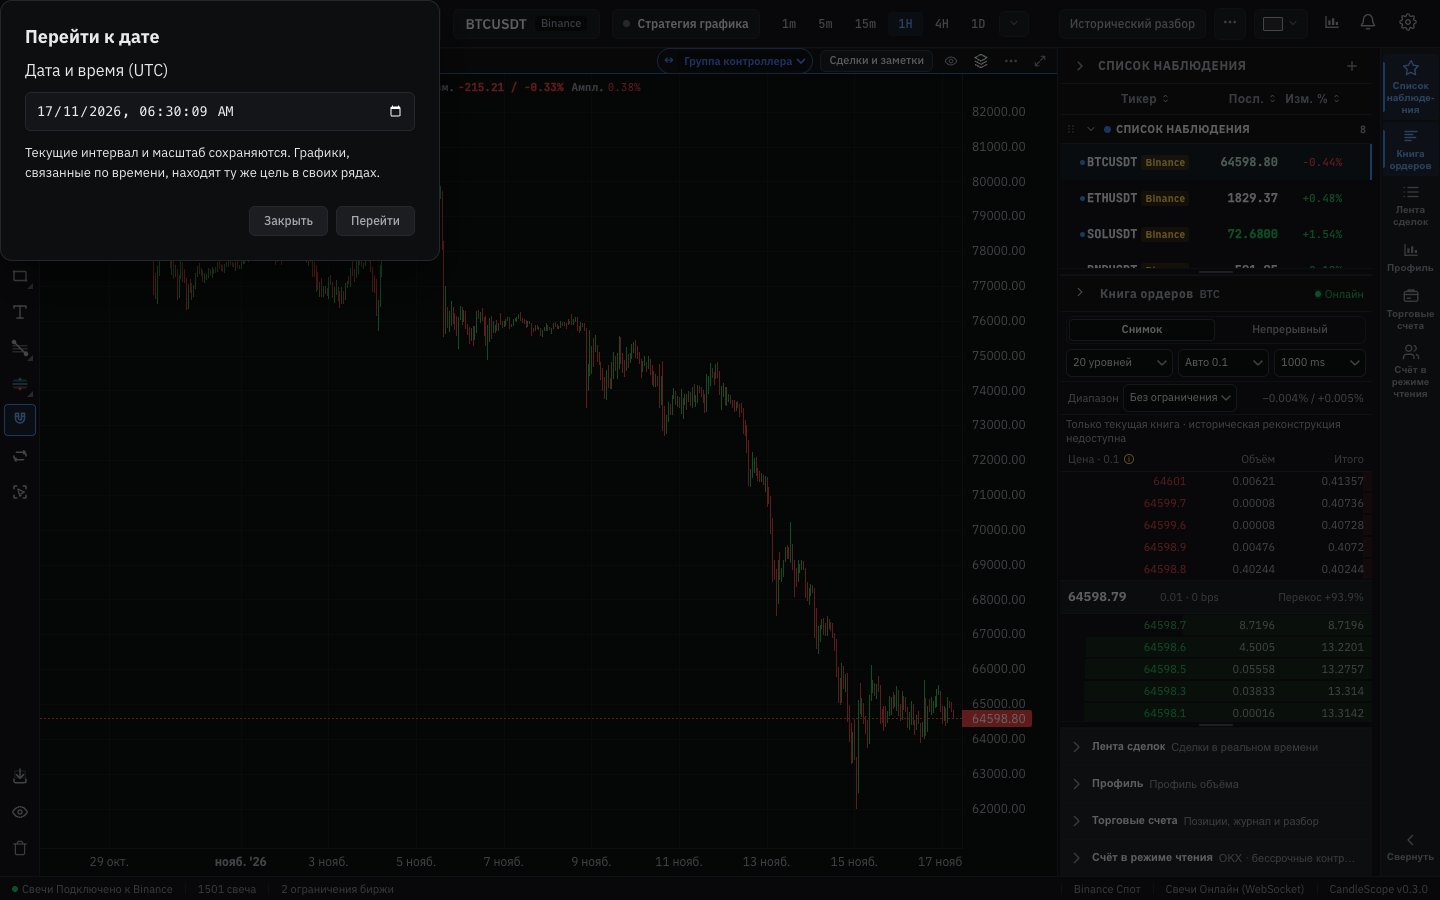 Перейти к дате
Дата и время (UTC)
17/11/2026, 06:30:09 AM
Текущие интервал и масштаб сохраняются. Графики,
связанные по времени, находят ту же цель в своих рядах.
Закрыть
Перейти
BTCUSDT Binance
Стратегия графика
1m 5m 15m 1H 4H 1D
Исторический разбор
Группа контроллера
Сделки и заметки
-215.21 / -0.33% Ампл. 0.38%
82000.00
81000.00
80000.00
79000.00
78000.00
77000.00
76000.00
75000.00
74000.00
73000.00
72000.00
71000.00
70000.00
69000.00
68000.00
67000.00
66000.00
65000.00
64598.80
64000.00
63000.00
62000.00
29 окт. нояб. '26 3 нояб. 5 нояб. 7 нояб. 9 нояб. 11 нояб. 13 нояб. 15 нояб. 17 нояб
СПИСОК НАБЛЮДЕНИЯ
Тикер Посл. Изм. %
СПИСОК НАБЛЮДЕНИЯ 8
BTCUSDT Binance 64598.80 -0.44%
ETHUSDT Binance 1829.37 +0.48%
SOLUSDT Binance 72.6800 +1.54%
Книга ордеров BTC Онлайн
Снимок Непрерывный
20 уровней Авто 0.1 1000 ms
Диапазон Без ограничения −0.004% / +0.005%
Только текущая книга · историческая реконструкция
недоступна
Цена · 0.1 Объём Итого
64601 0.00621 0.41357
64599.7 0.00008 0.40736
64599.6 0.00008 0.40728
64598.9 0.00476 0.4072
64598.8 0.40244 0.40244
64598.79 0.01 · 0 bps Перекос +93.9%
64598.7 8.7196 8.7196
64598.6 4.5005 13.2201
64598.5 0.05558 13.2757
64598.3 0.03833 13.314
64598.1 0.00016 13.3142
Лента сделок Сделки в реальном времени
Профиль Профиль объёма
Торговые счета Позиции, журнал и разбор
Счёт в режиме чтения OKX · бессрочные контр…
Список
наблюде-
ния
Книга
ордеров
Лента
сделок
Профиль
Торговые
счета
Счёт в
режиме
чтения
Свернуть
Свечи Подключено к Binance 1501 свеча 2 ограничения биржи
Binance Спот Свечи Онлайн (WebSocket) CandleScope v0.3.0